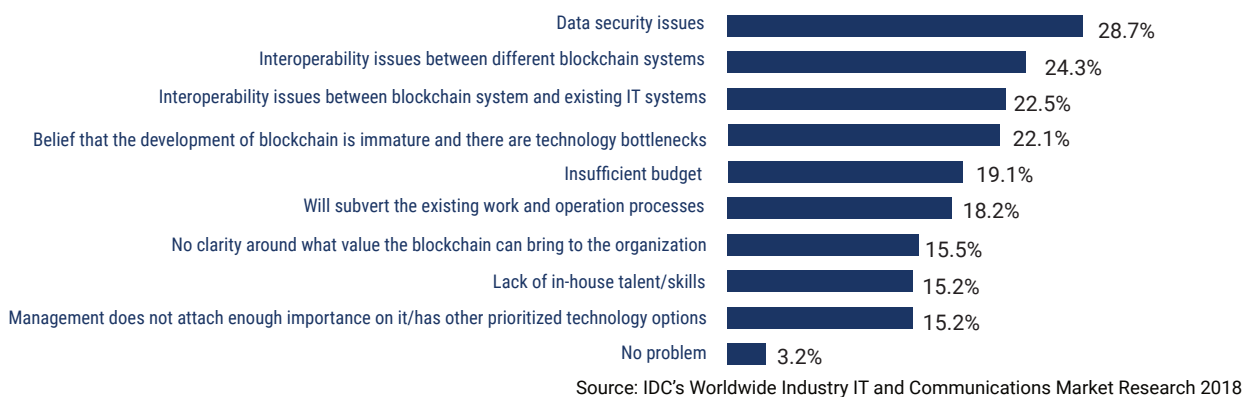 Data security issues 28.7%
Interoperability issues between different blockchain systems 24.3%
Interoperability issues between blockchain system and existing IT systems 22.5%
Belief that the development of blockchain is immature and there are technology bottlenecks 22.1%
Insufficient budget 19.1%
Will subvert the existing work and operation processes 18.2%
No clarity around what value the blockchain can bring to the organization 15.5%
Lack of in-house talent/skills 15.2%
Management does not attach enough importance on it/has other prioritized technology options 15.2%
No problem 3.2%
Source: IDC's Worldwide Industry IT and Communications Market Research 2018